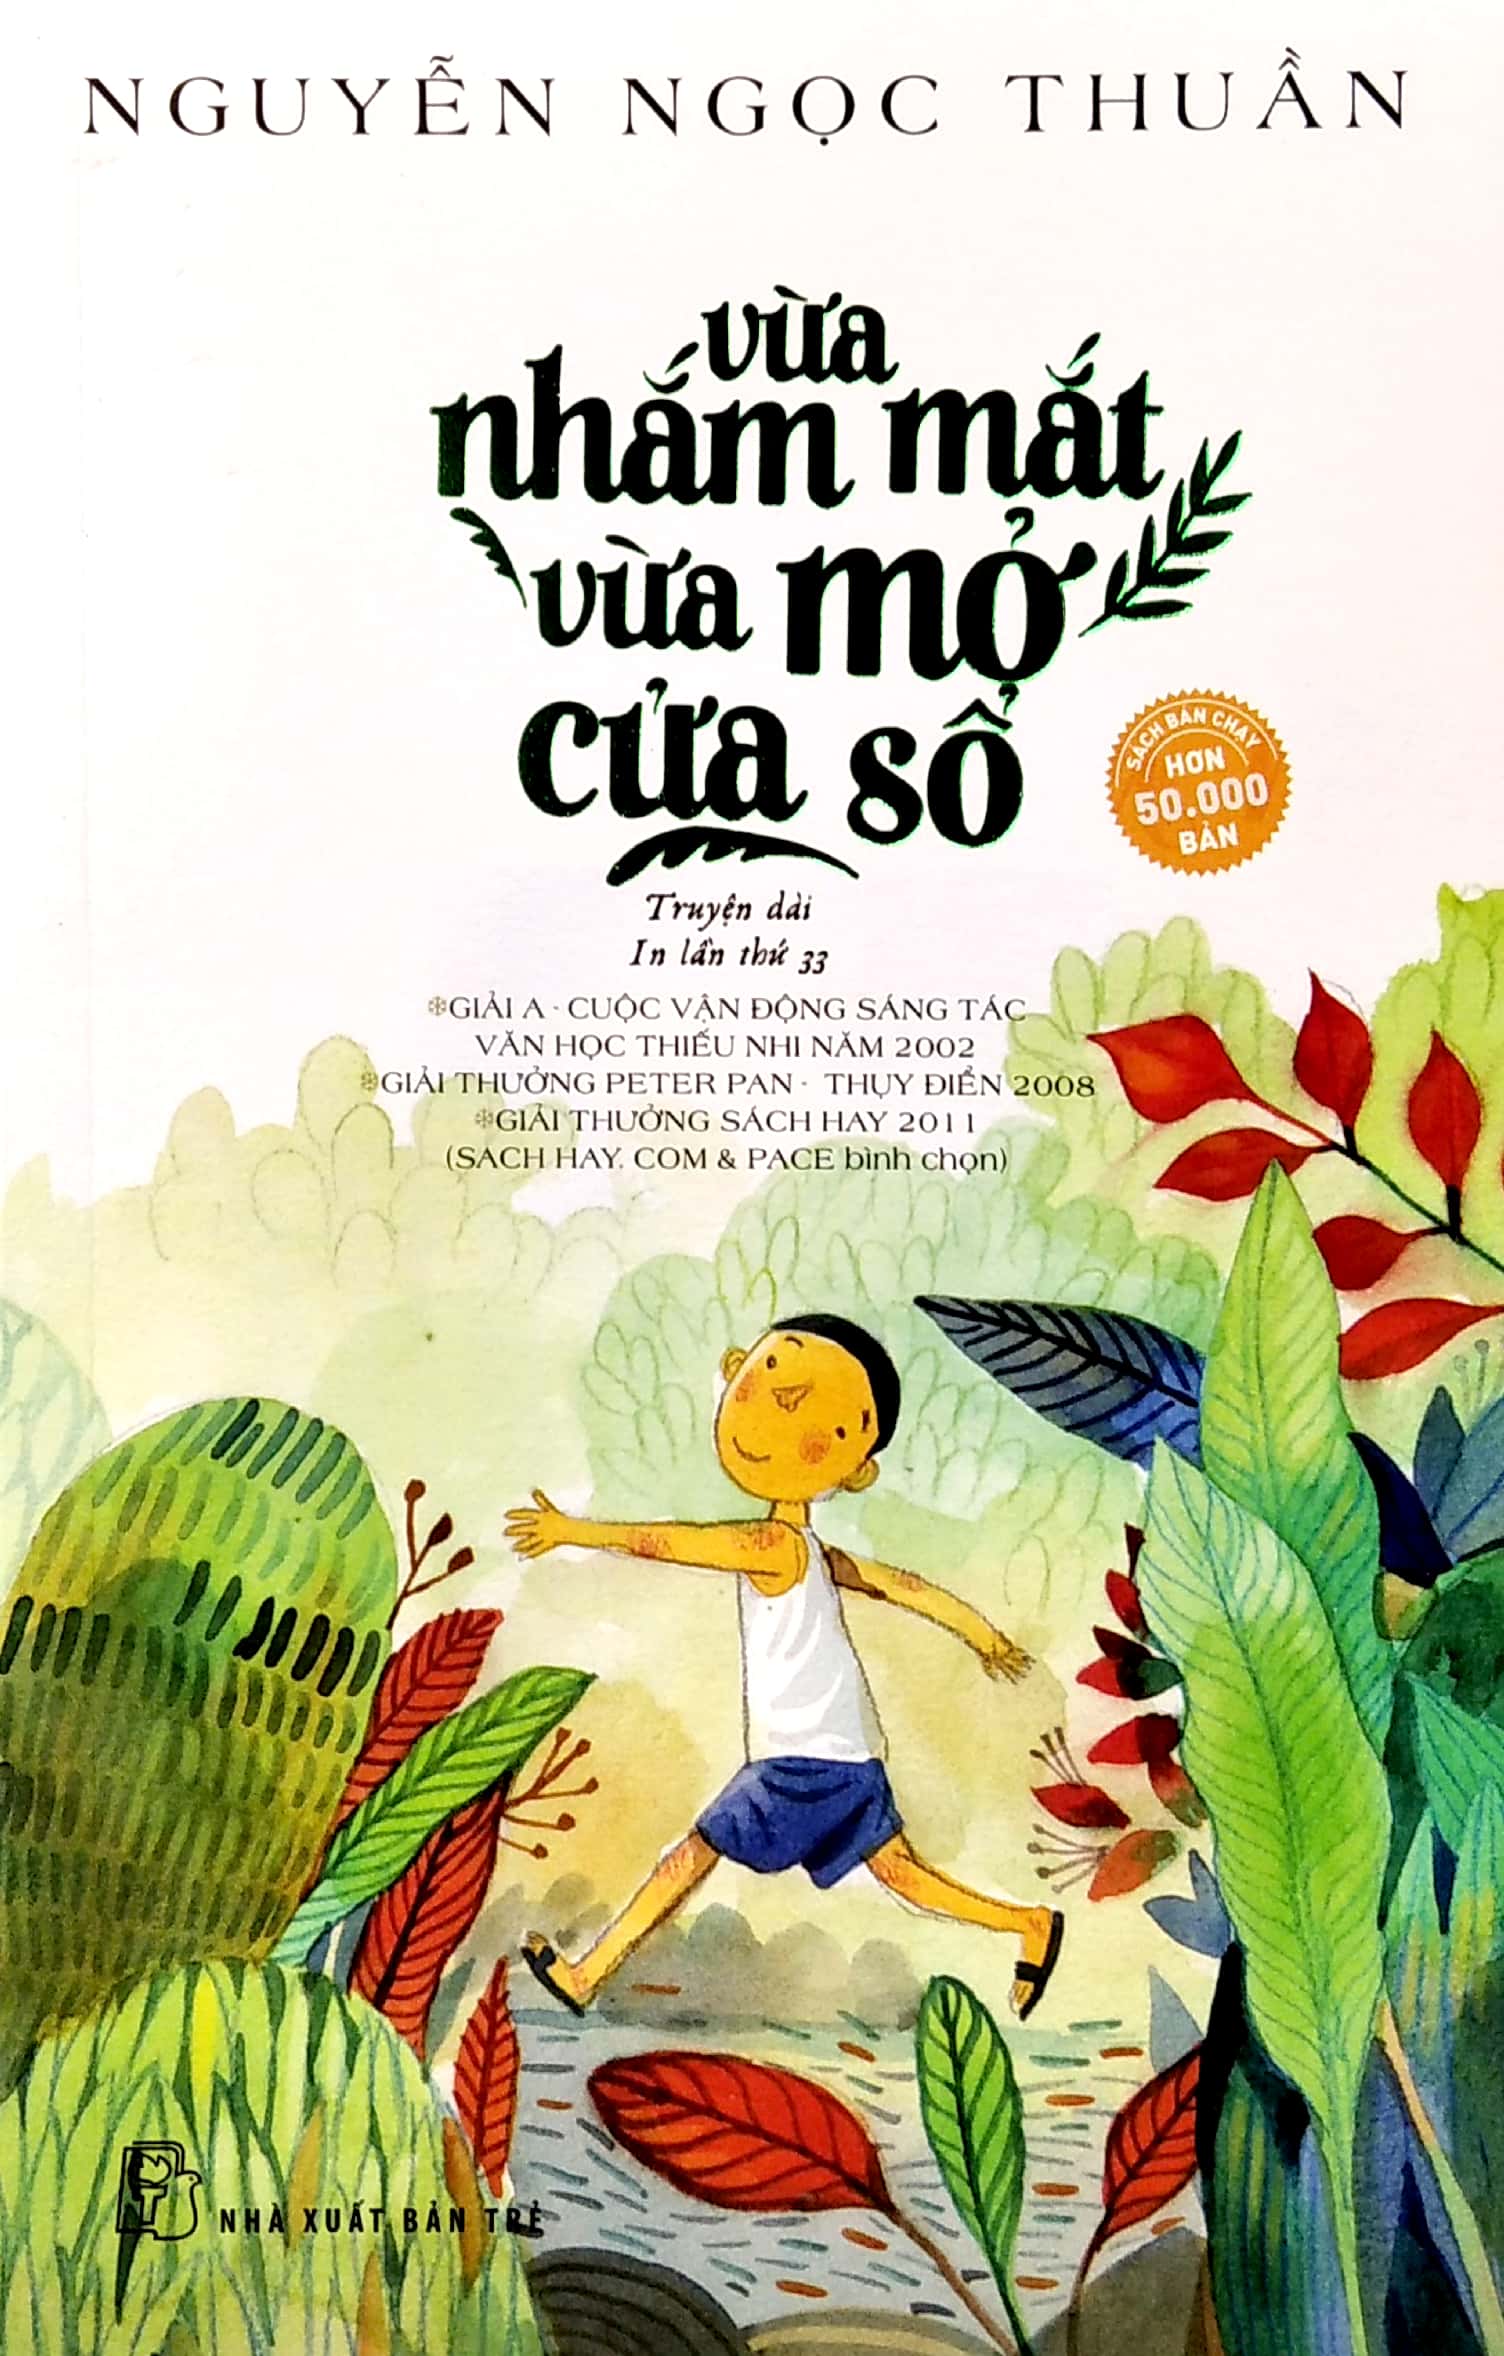 NGUYỄN NGỌC THUẦN
vừa
nhắm mắt
vừa mở
cửa sổ
SÁCH BÁN CHẠY
HƠN
50.000
BẢN
Truyện dài
In lần thứ 33
GIẢI A - CUỘC VẬN ĐỘNG SÁNG TÁC
VĂN HỌC THIẾU NHI NĂM 2002
GIẢI THƯỞNG PETER PAN - THỤY ĐIỂN 2008
GIẢI THƯỞNG SÁCH HAY 2011
(SACH HAY. COM & PACE bình chọn)
NHÀ XUẤT BẢN TRẺ